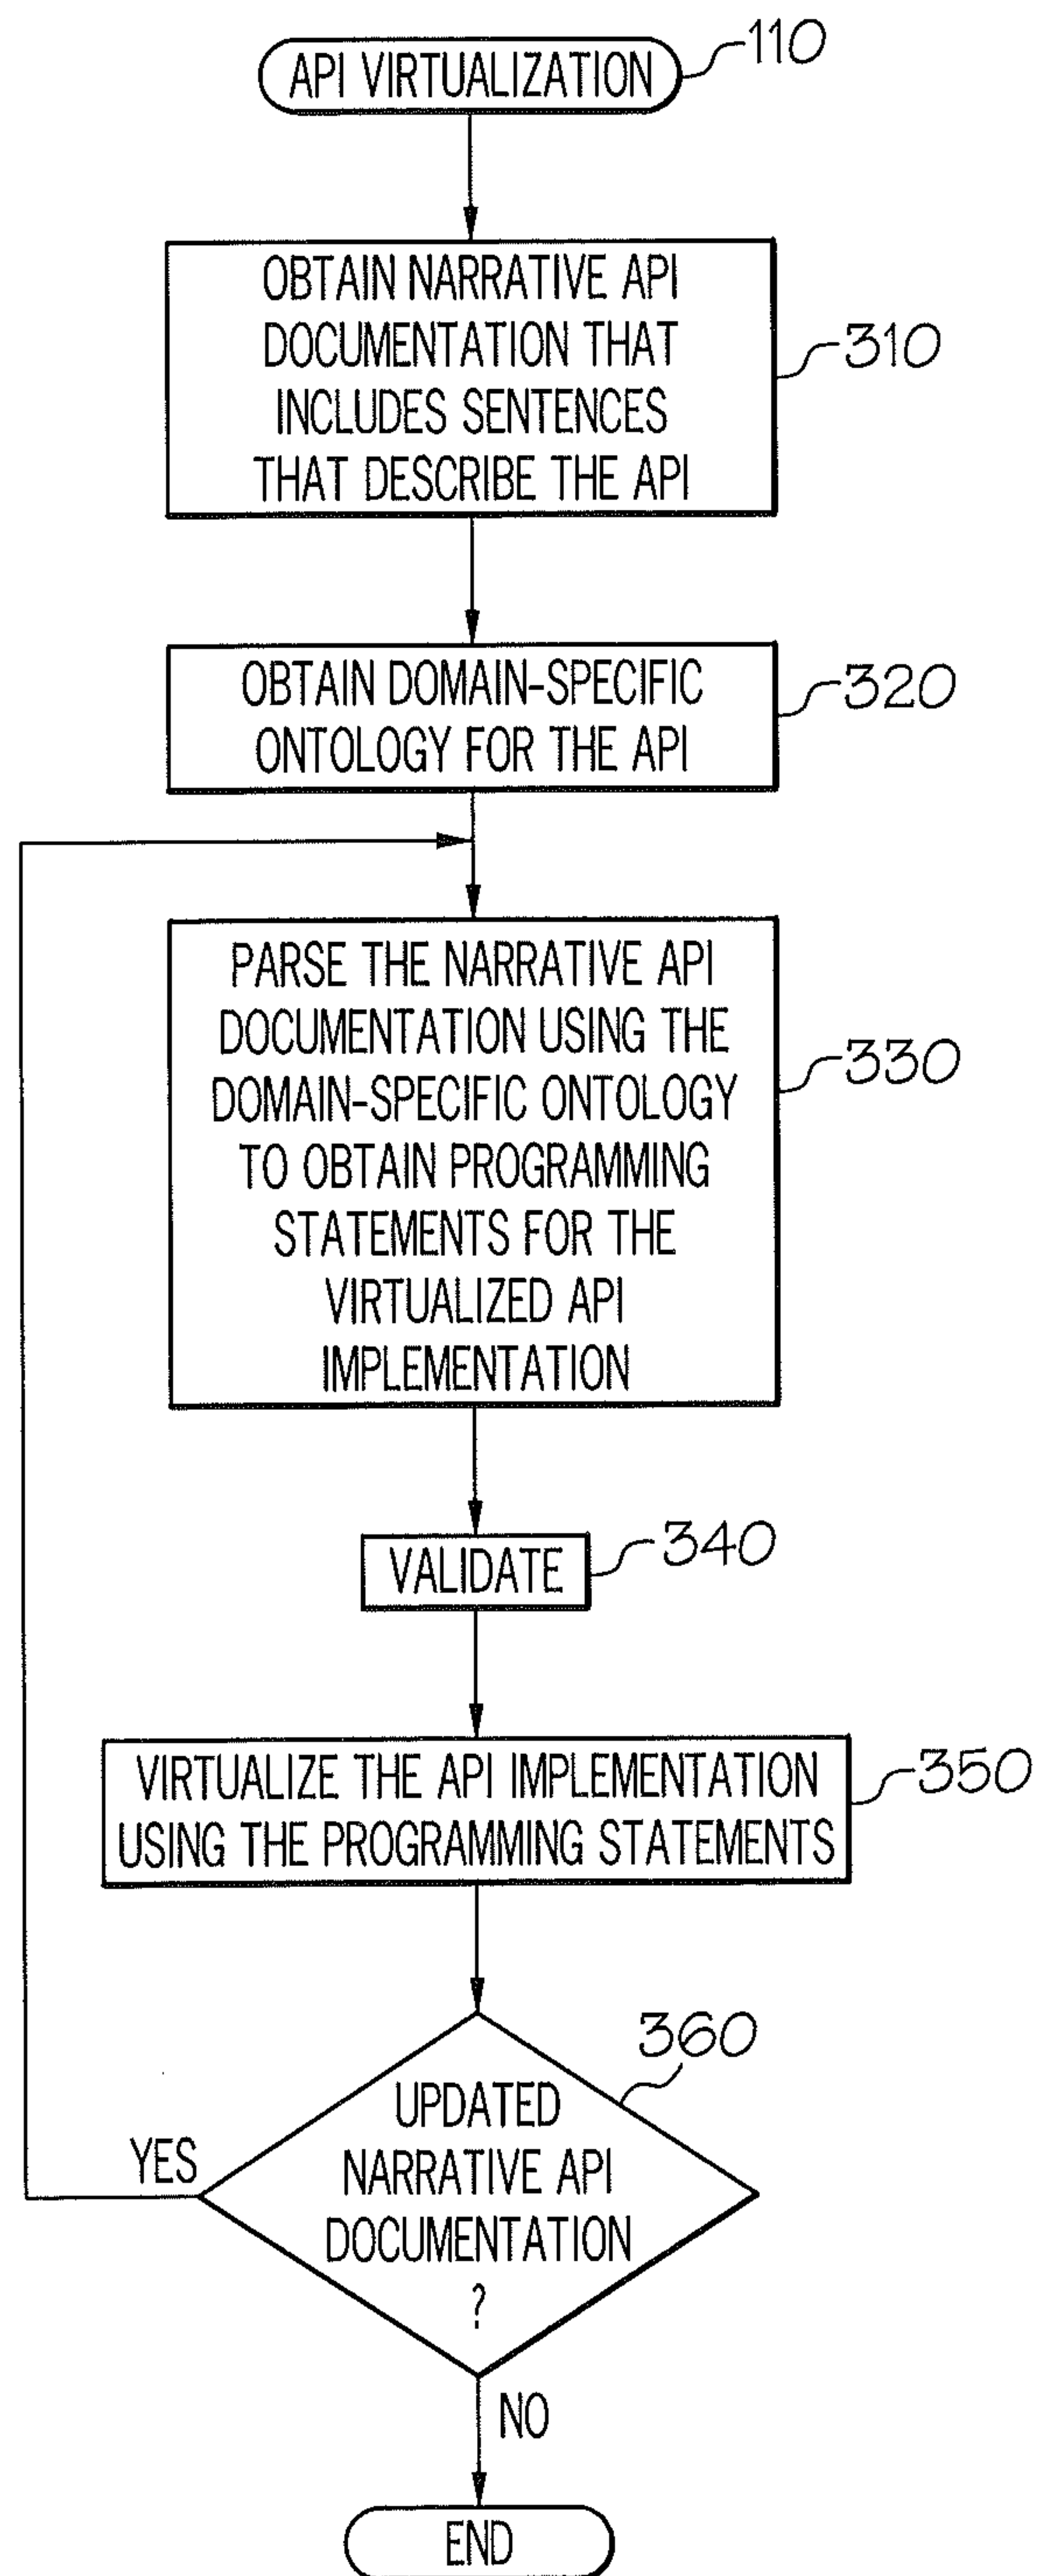 API VIRTUALIZATION
110
OBTAIN NARRATIVE API
DOCUMENTATION THAT
INCLUDES SENTENCES
THAT DESCRIBE THE API
310
OBTAIN DOMAIN-SPECIFIC
ONTOLOGY FOR THE API
320
PARSE THE NARRATIVE API
DOCUMENTATION USING THE
DOMAIN-SPECIFIC ONTOLOGY
TO OBTAIN PROGRAMMING
STATEMENTS FOR THE
VIRTUALIZED API
IMPLEMENTATION
330
VALIDATE
340
VIRTUALIZE THE API IMPLEMENTATION
USING THE PROGRAMMING STATEMENTS
350
360
UPDATED
NARRATIVE API
DOCUMENTATION
?
YES
NO
END